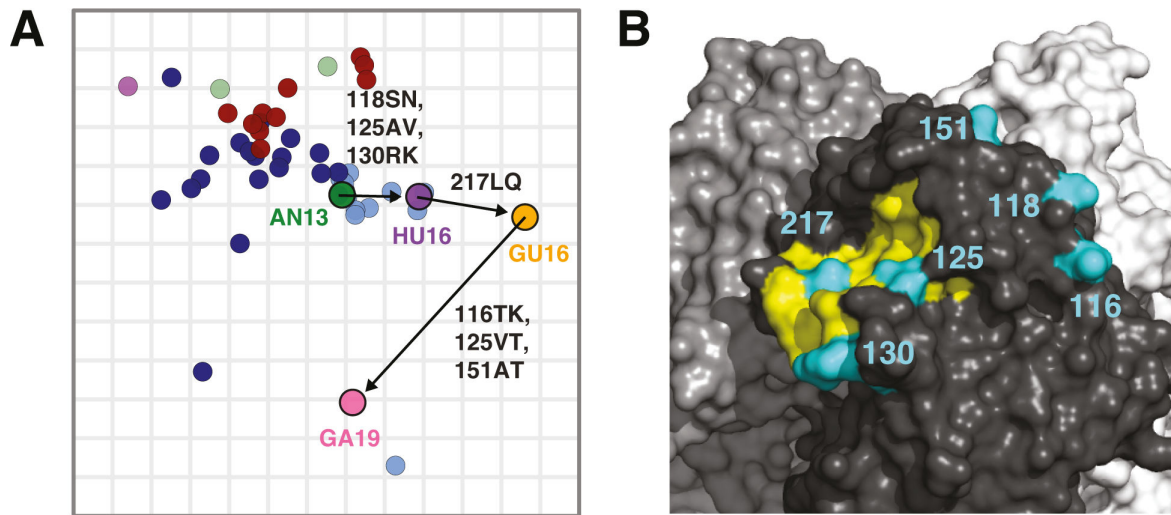 A
118SN,
125AV,
130RK
217LQ
AN13
HU16
GU16
116TK,
125VT,
151AT
GA19
B
151
118
217
125
116
130